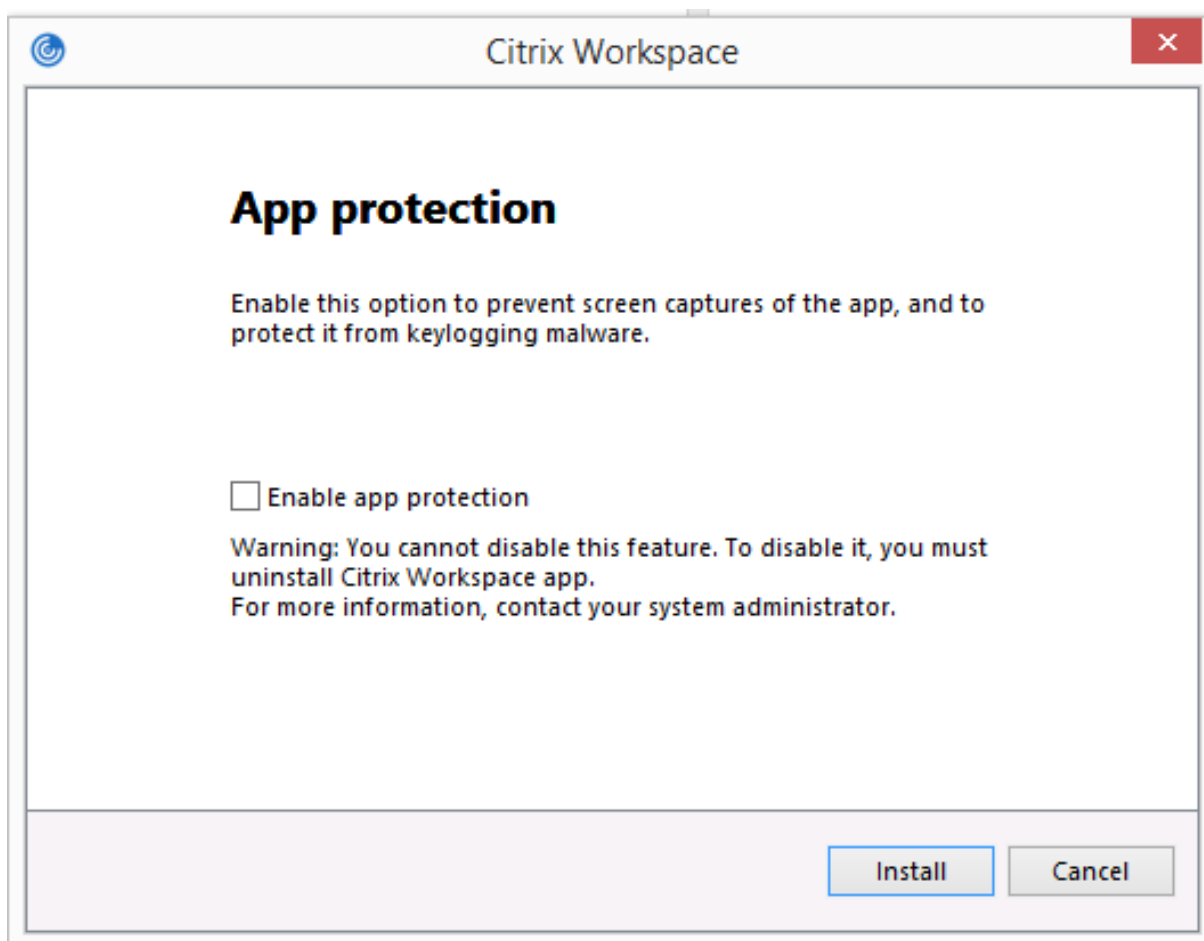 Citrix Workspace
App protection
Enable this option to prevent screen captures of the app, and to
protect it from keylogging malware.
Enable app protection
Warning: You cannot disable this feature. To disable it, you must
uninstall Citrix Workspace app.
For more information, contact your system administrator.
Install
Cancel